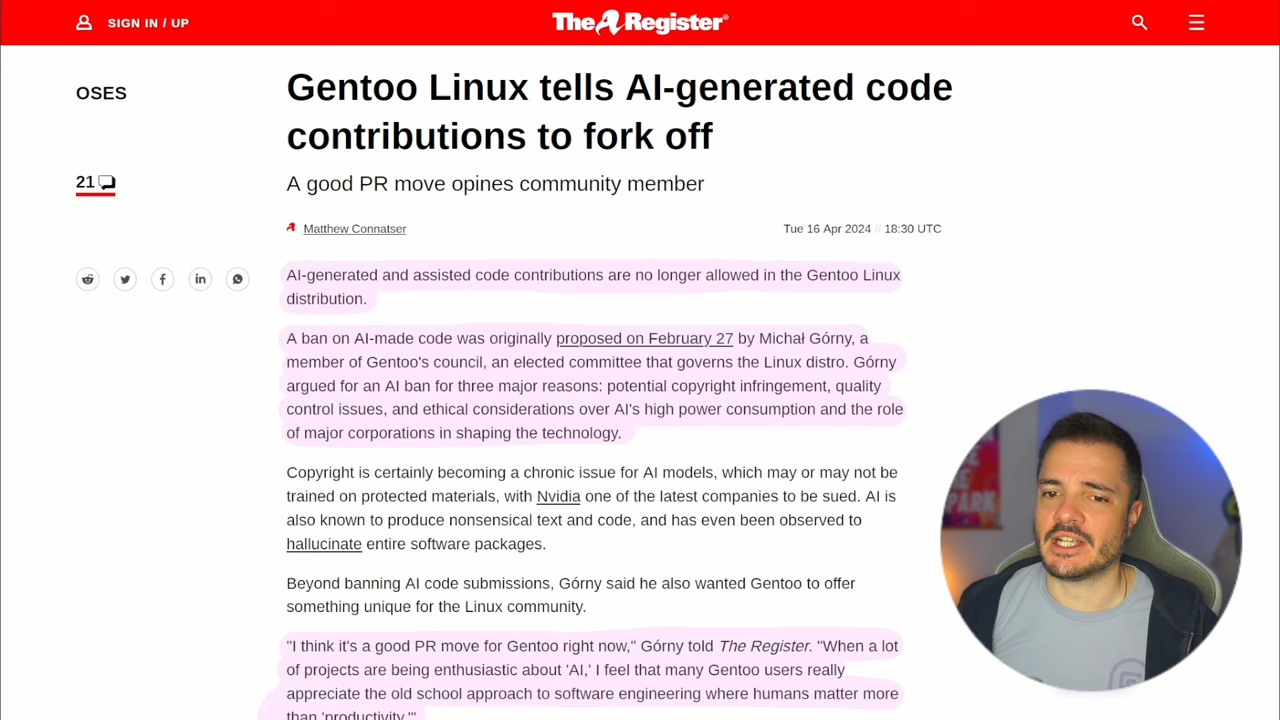 SIGN IN / UP
The Register®
OSES
Gentoo Linux tells AI-generated code
contributions to fork off
21
A good PR move opines community member
Matthew Connatser
Tue 16 Apr 2024 // 18:30 UTC
AI-generated and assisted code contributions are no longer allowed in the Gentoo Linux
distribution.
A ban on AI-made code was originally proposed on February 27 by Michał Górny, a
member of Gentoo's council, an elected committee that governs the Linux distro. Górny
argued for an AI ban for three major reasons: potential copyright infringement, quality
control issues, and ethical considerations over AI's high power consumption and the role
of major corporations in shaping the technology.
Copyright is certainly becoming a chronic issue for AI models, which may or may not be
trained on protected materials, with Nvidia one of the latest companies to be sued. AI is
also known to produce nonsensical text and code, and has even been observed to
hallucinate entire software packages.
Beyond banning AI code submissions, Górny said he also wanted Gentoo to offer
something unique for the Linux community.
"I think it's a good PR move for Gentoo right now," Górny told The Register. "When a lot
of projects are being enthusiastic about 'AI,' I feel that many Gentoo users really
appreciate the old school approach to software engineering where humans matter more
than 'productivity.'"